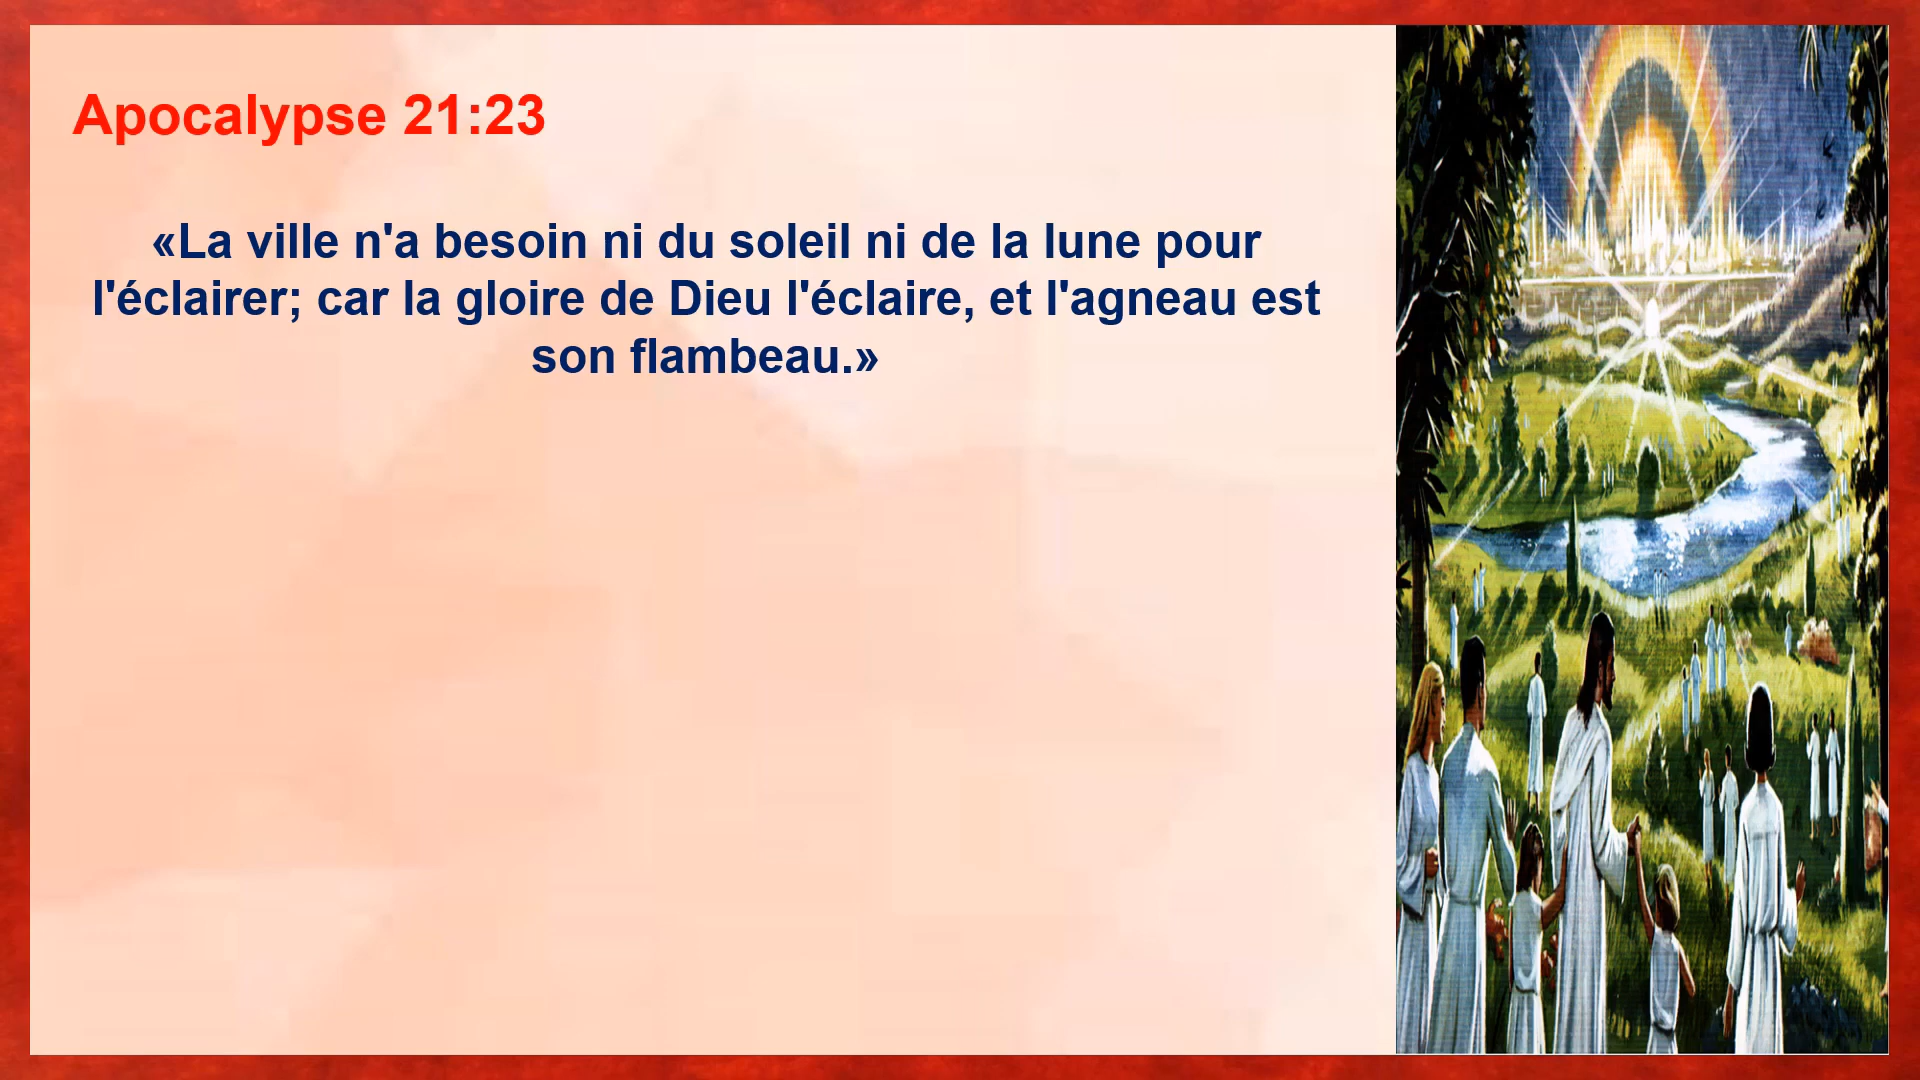 Apocalypse 21:23
«La ville n'a besoin ni du soleil ni de la lune pour
l'éclairer; car la gloire de Dieu l'éclaire, et l'agneau est
son flambeau.»